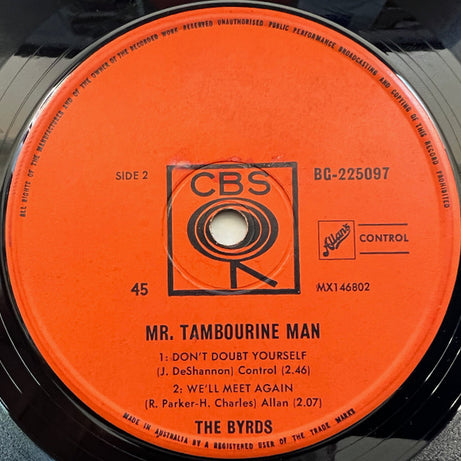 ALL RIGHTS OF THE MANUFACTURER AND OF THE OWNER OF THE RECORDED WORK RESERVED UNAUTHORISED PUBLIC PERFORMANCE BROADCASTING AND COPYING OF THIS RECORD PROHIBITED
SIDE 2
CBS
BG-225097
Allan's
CONTROL
45
MX146802
MR. TAMBOURINE MAN
1: DON'T DOUBT YOURSELF
(J. DeShannon) Control (2.46)
2: WE'LL MEET AGAIN
(R. Parker-H. Charles) Allan (2.07)
THE BYRDS
MADE IN AUSTRALIA BY A REGISTERED USER OF THE TRADE MARK